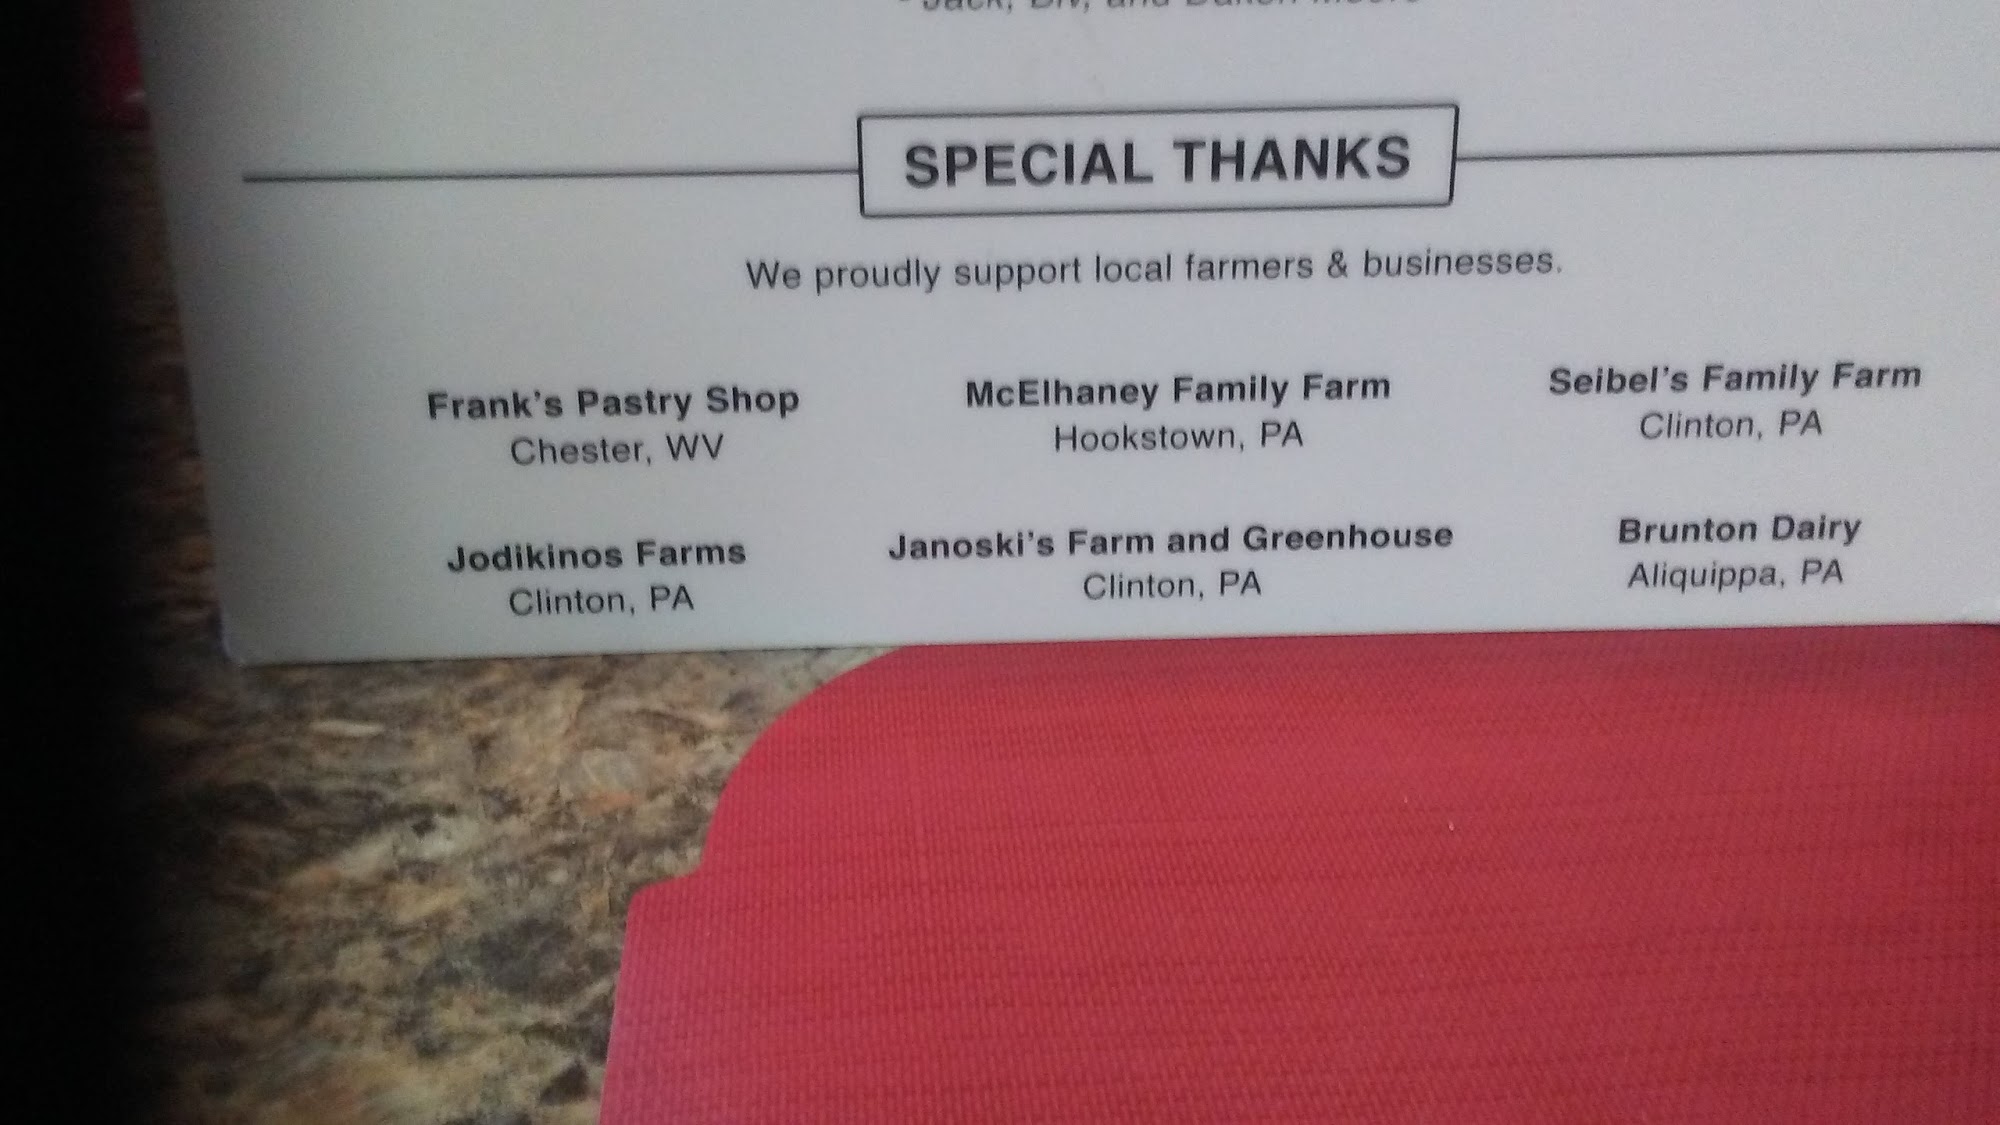 SPECIAL THANKS
We proudly support local farmers & businesses.
Frank's Pastry Shop
Chester, WV
McElhaney Family Farm
Hookstown, PA
Seibel's Family Farm
Clinton, PA
Jodikinos Farms
Clinton, PA
Janoski's Farm and Greenhouse
Clinton, PA
Brunton Dairy
Aliquippa, PA